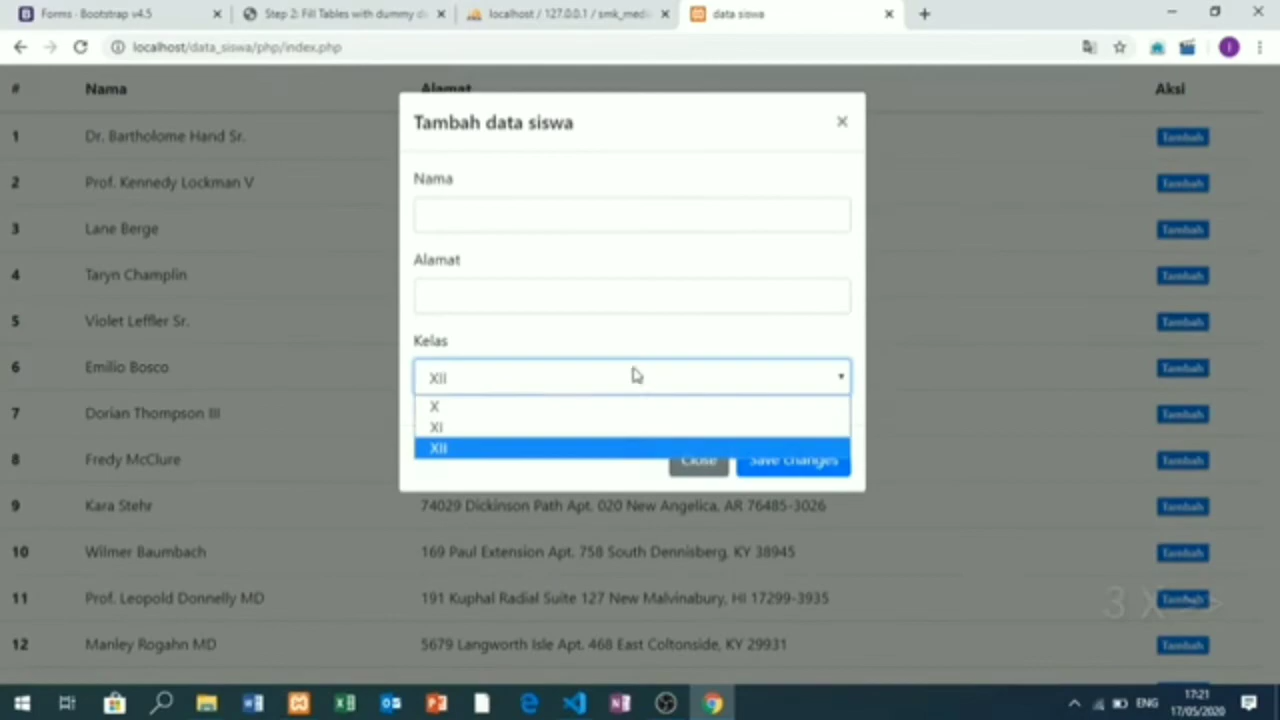 Forms · Bootstrap v4.5
Step 2: Fill Tables with dummy d
localhost / 127.0.0.1 / smk_medi
data siswa
localhost/data_siswa/php/index.php
# Nama Alamat Aksi
Tambah data siswa
Nama
Alamat
Kelas
XII
X
XI
XII
Close Save changes
1 Dr. Bartholome Hand Sr. Tambah
2 Prof. Kennedy Lockman V Tambah
3 Lane Berge Tambah
4 Taryn Champlin Tambah
5 Violet Leffler Sr. Tambah
6 Emilio Bosco Tambah
7 Dorian Thompson III Tambah
8 Fredy McClure Tambah
9 Kara Stehr 74029 Dickinson Path Apt. 020 New Angelica, AR 76485-3026 Tambah
10 Wilmer Baumbach 169 Paul Extension Apt. 758 South Dennisberg, KY 38945 Tambah
11 Prof. Leopold Donnelly MD 191 Kuphal Radial Suite 127 New Malvinabury, HI 17299-3935 Tambah
3 X >>
12 Manley Rogahn MD 5679 Langworth Isle Apt. 468 East Coltonside, KY 29931 Tambah
ENG
17:21
17/05/2020